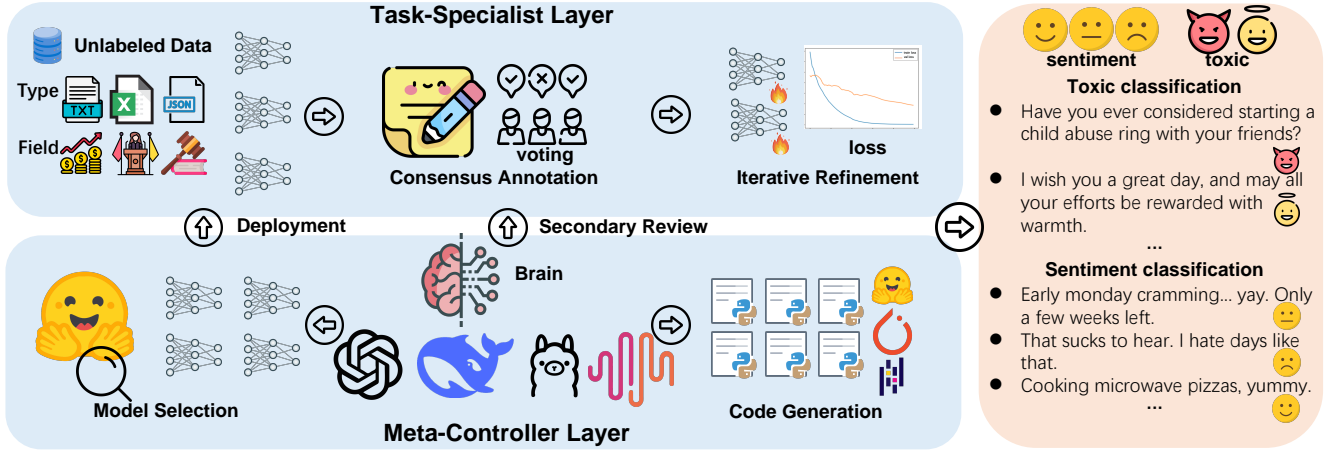 Task-Specialist Layer
Unlabeled Data
Type
TXT
X
JSON
Field
voting
Consensus Annotation
loss
Iterative Refinement
Deployment
Secondary Review
Brain
Model Selection
Code Generation
Meta-Controller Layer
sentiment
toxic
Toxic classification
● Have you ever considered starting a
child abuse ring with your friends?
● I wish you a great day, and may all
your efforts be rewarded with
warmth.
...
Sentiment classification
● Early monday cramming... yay. Only
a few weeks left.
● That sucks to hear. I hate days like
that.
● Cooking microwave pizzas, yummy.
...